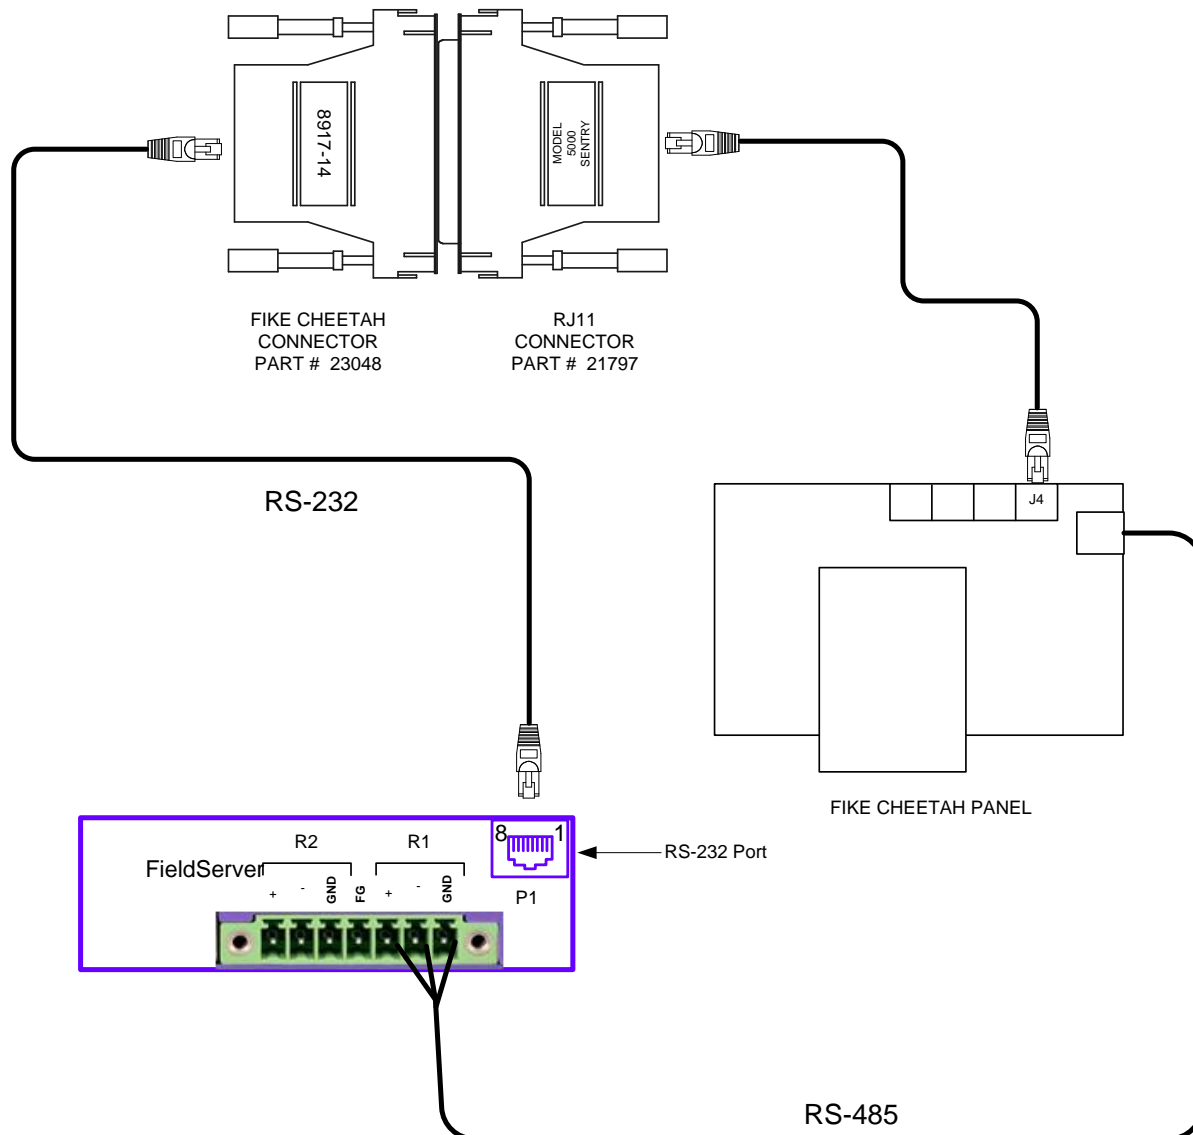 8917-14
MODEL
5000
SENTRY
FIKE CHEETAH
CONNECTOR
PART # 23048
RJ11
CONNECTOR
PART # 21797
RS-232
J4
FIKE CHEETAH PANEL
8 1
RS-232 Port
R2 R1
FieldServer
+ - GND FG + - GND
P1
RS-485